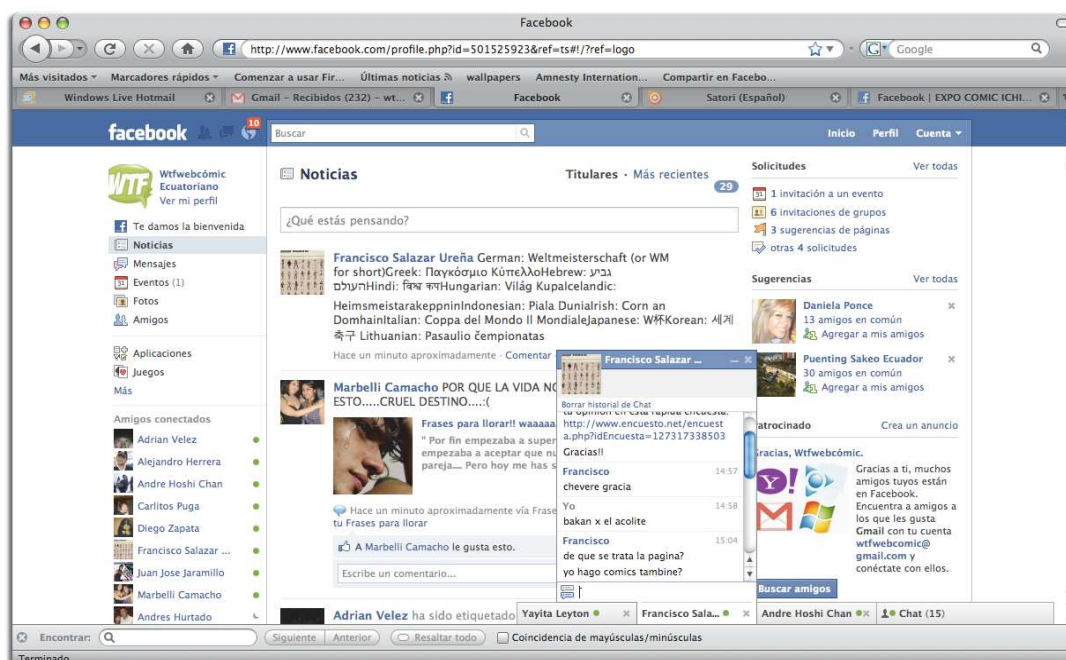 Facebook
http://www.facebook.com/profile.php?id=501525923&ref=ts#!/?ref=logo
Google
Más visitados Marcadores rápidos Comenzar a usar Fir... Últimas noticias wallpapers Amnesty Internation... Compartir en Facebo...
Windows Live Hotmail
Gmail – Recibidos (232) – wt...
Facebook
Satori (Español)
Facebook | EXPO COMIC ICHI...
facebook
10
Buscar
Inicio Perfil Cuenta
WTF
Wtfwebcómic
Ecuatoriano
Ver mi perfil
Te damos la bienvenida
Noticias
Mensajes
Eventos (1)
Fotos
Amigos
Aplicaciones
Juegos
Más
Amigos conectados
Adrian Velez
Alejandro Herrera
Andre Hoshi Chan
Carlitos Puga
Diego Zapata
Francisco Salazar ...
Juan Jose Jaramillo
Marbelli Camacho
Andres Hurtado
Noticias
Titulares · Más recientes
29
¿Qué estás pensando?
Francisco Salazar Ureña German: Weltmeisterschaft (or WM
for short)Greek: Παγκόσμιο ΚύπελλοHebrew: גביע
העולםHindi: विश्व कपHungarian: Világ Kupalcelandic:
HeimsmeistarakeppninIndonesian: Piala DuniaIrish: Corn an
DomhainItalian: Coppa del Mondo Il MondialeJapanese: W杯Korean: 세계
축구 Lithuanian: Pasaulio čempionatas
Hace un minuto aproximadamente · Comentar
Marbelli Camacho POR QUE LA VIDA NO
ESTO.....CRUEL DESTINO....:(
Frases para llorar!! waaaaa
" Por fin empezaba a super
empezaba a aceptar que nu
pareja.... Pero hoy me has s
Hace un minuto aproximadamente vía Frase
tu Frases para llorar
A Marbelli Camacho le gusta esto.
Escribe un comentario...
Adrian Velez ha sido etiquetado
Francisco Salazar ...
Borrar historial de Chat
tu opinion en esta rapida encuesta:
http://www.encuesto.net/encuest
a.php?idEncuesta=127317338503
Gracias!!
Francisco 14:57
chevere gracia
Yo 14:58
bakan x el acolite
Francisco 15:04
de que se trata la pagina?
yo hago comics tambine?
Solicitudes Ver todas
31 1 invitación a un evento
6 invitaciones de grupos
3 sugerencias de páginas
otras 4 solicitudes
Sugerencias Ver todas
Daniela Ponce
13 amigos en común
Agregar a mis amigos
Puenting Sakeo Ecuador
30 amigos en común
Agregar a mis amigos
atrocinado Crea un anuncio
Gracias, Wtfwebcómic.
Gracias a ti, muchos
amigos tuyos están
en Facebook.
Encuentra a amigos a
los que les gusta
Gmail con tu cuenta
wtfwebcomic@
gmail.com y
conéctate con ellos.
Buscar amigos
Yayita Leyton
Francisco Sala...
Andre Hoshi Chan
Chat (15)
Encontrar: Siguiente Anterior Resaltar todo Coincidencia de mayúsculas/minúsculas
Terminado